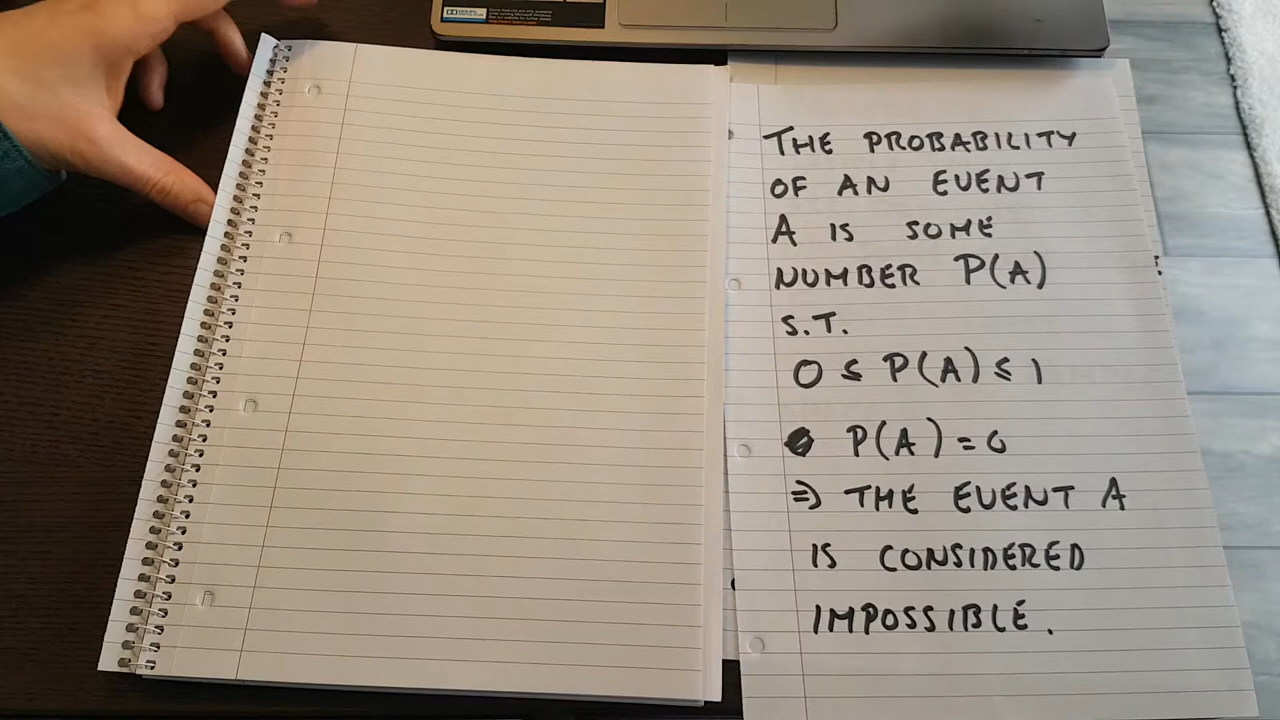 THE PROBABILITY
OF AN EVENT
A IS SOME
NUMBER P(A)
S.T.
0 ≤ P(A) ≤ 1
P(A) = 0
⇒ THE EVENT A
IS CONSIDERED
IMPOSSIBLE.